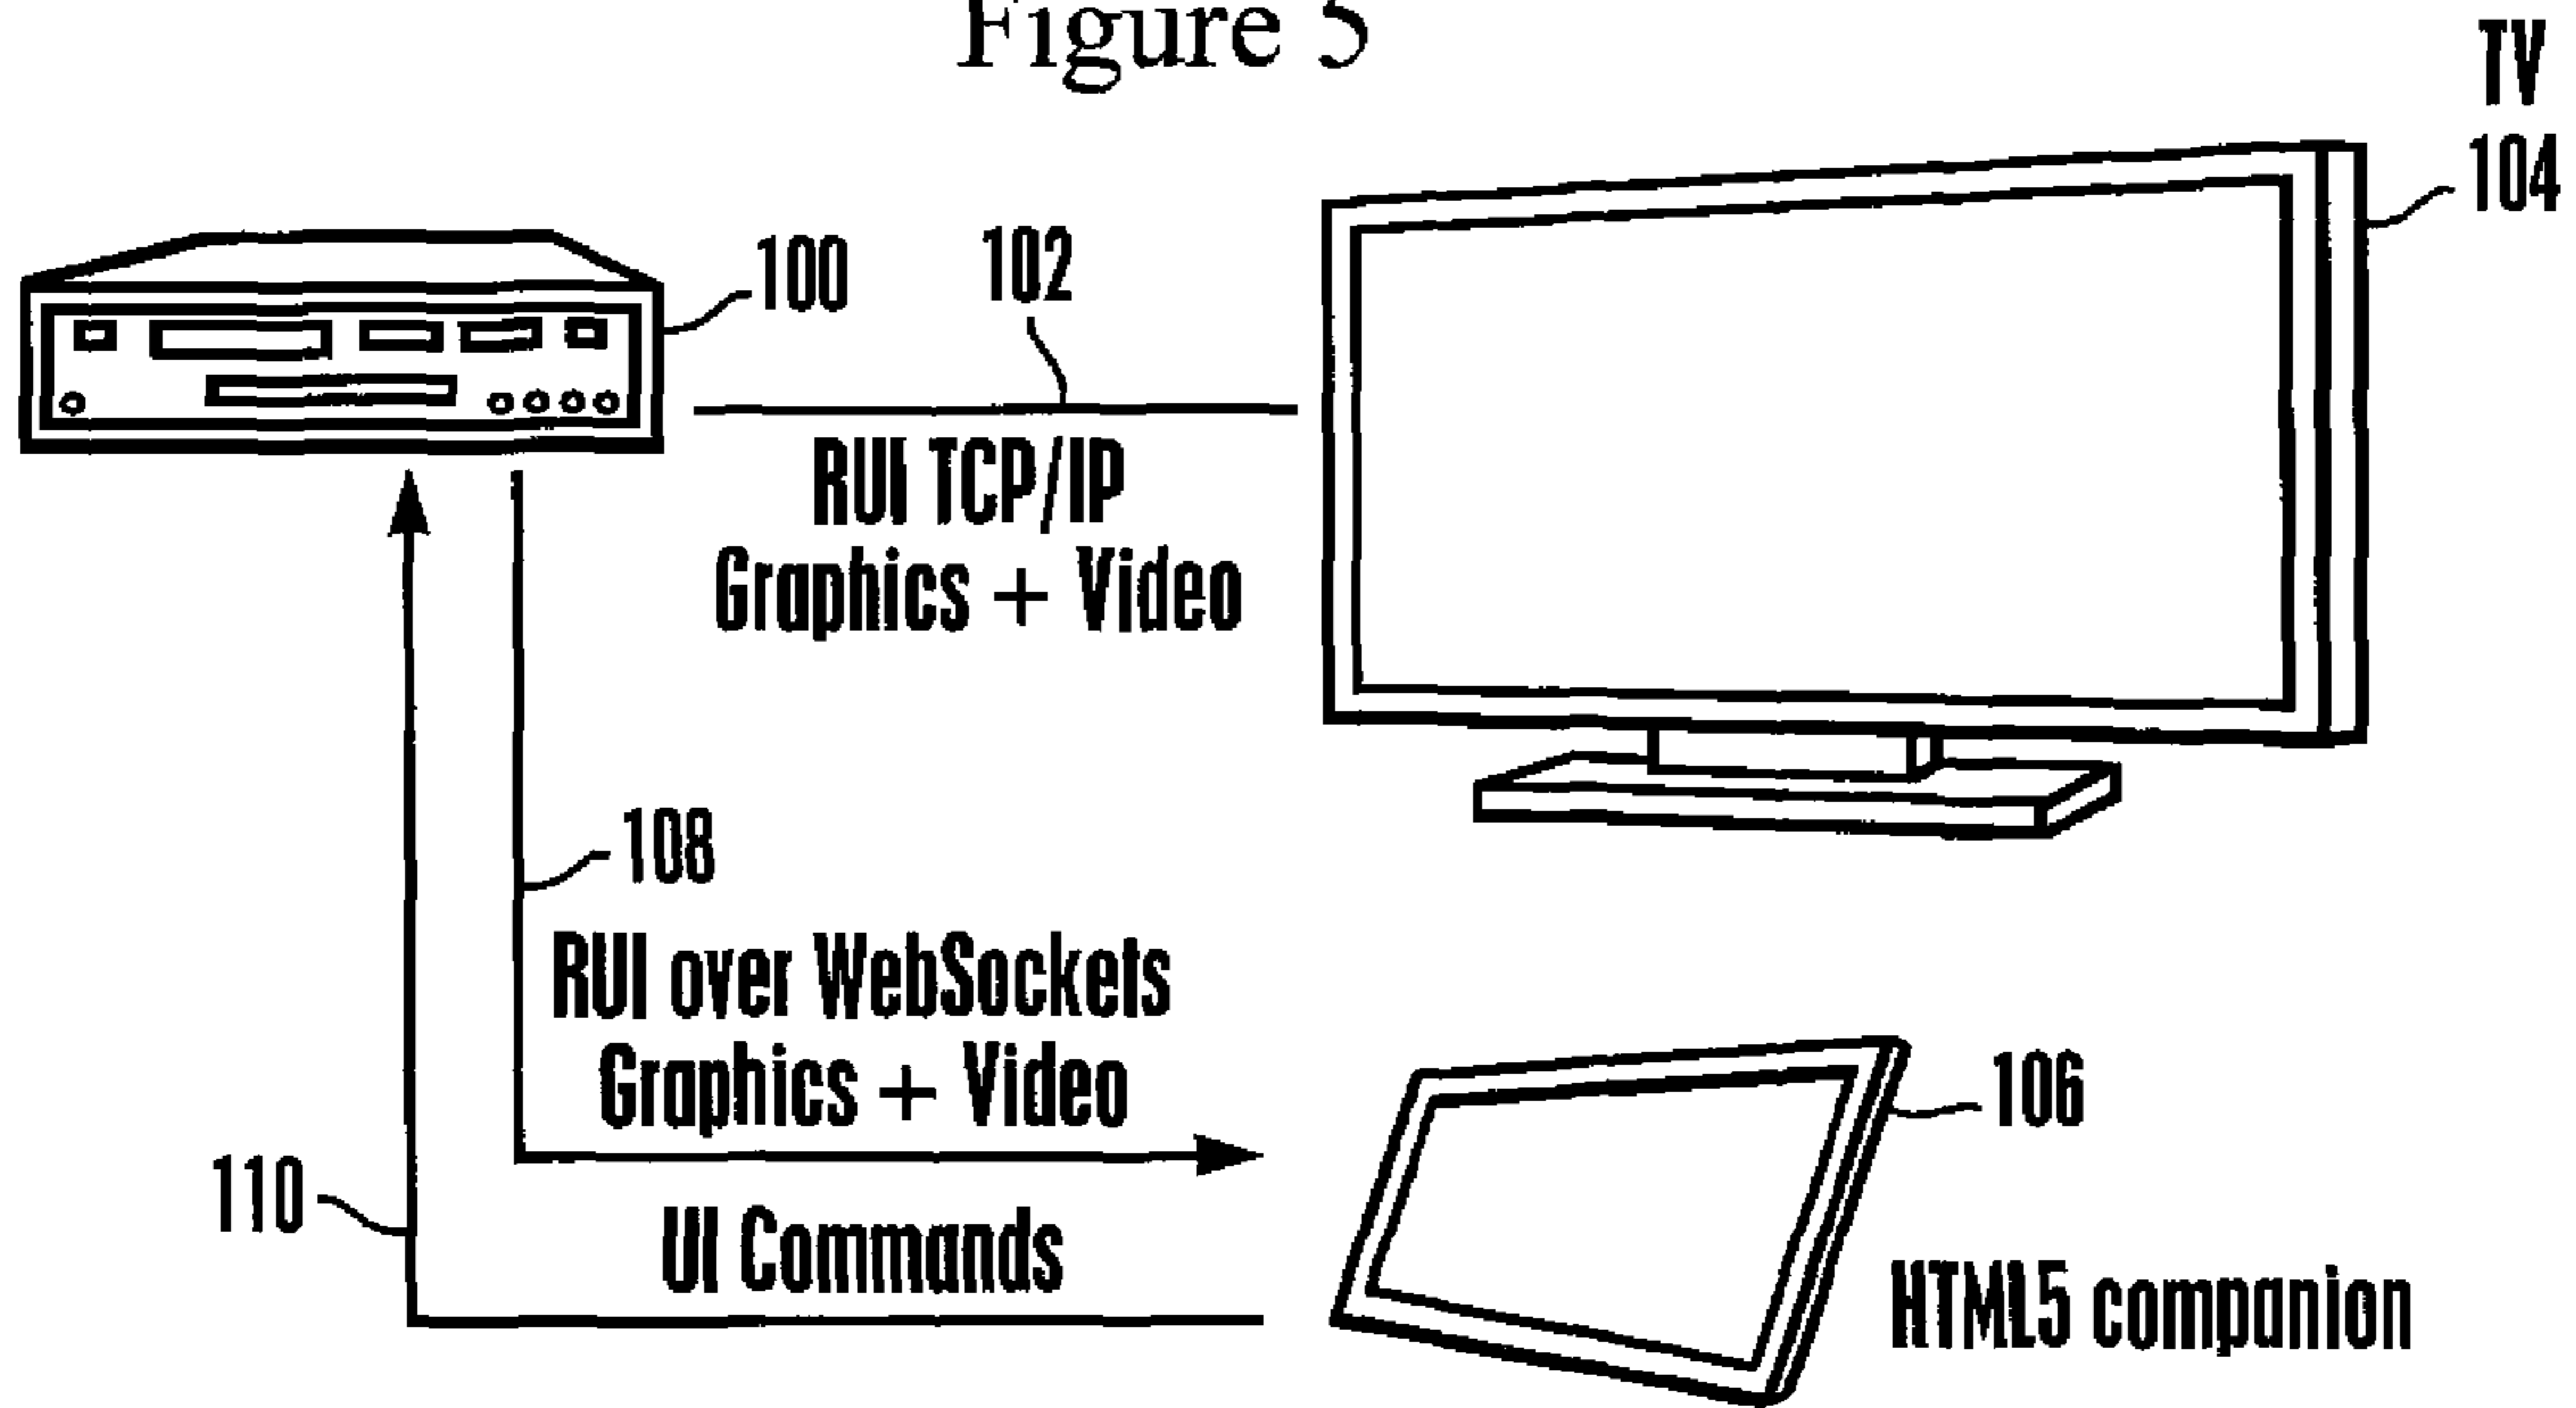 Figure 5
TV
104
100
102
RUI TCP/IP
Graphics + Video
108
RUI over WebSockets
Graphics + Video
106
110
UI Commands
HTML5 companion